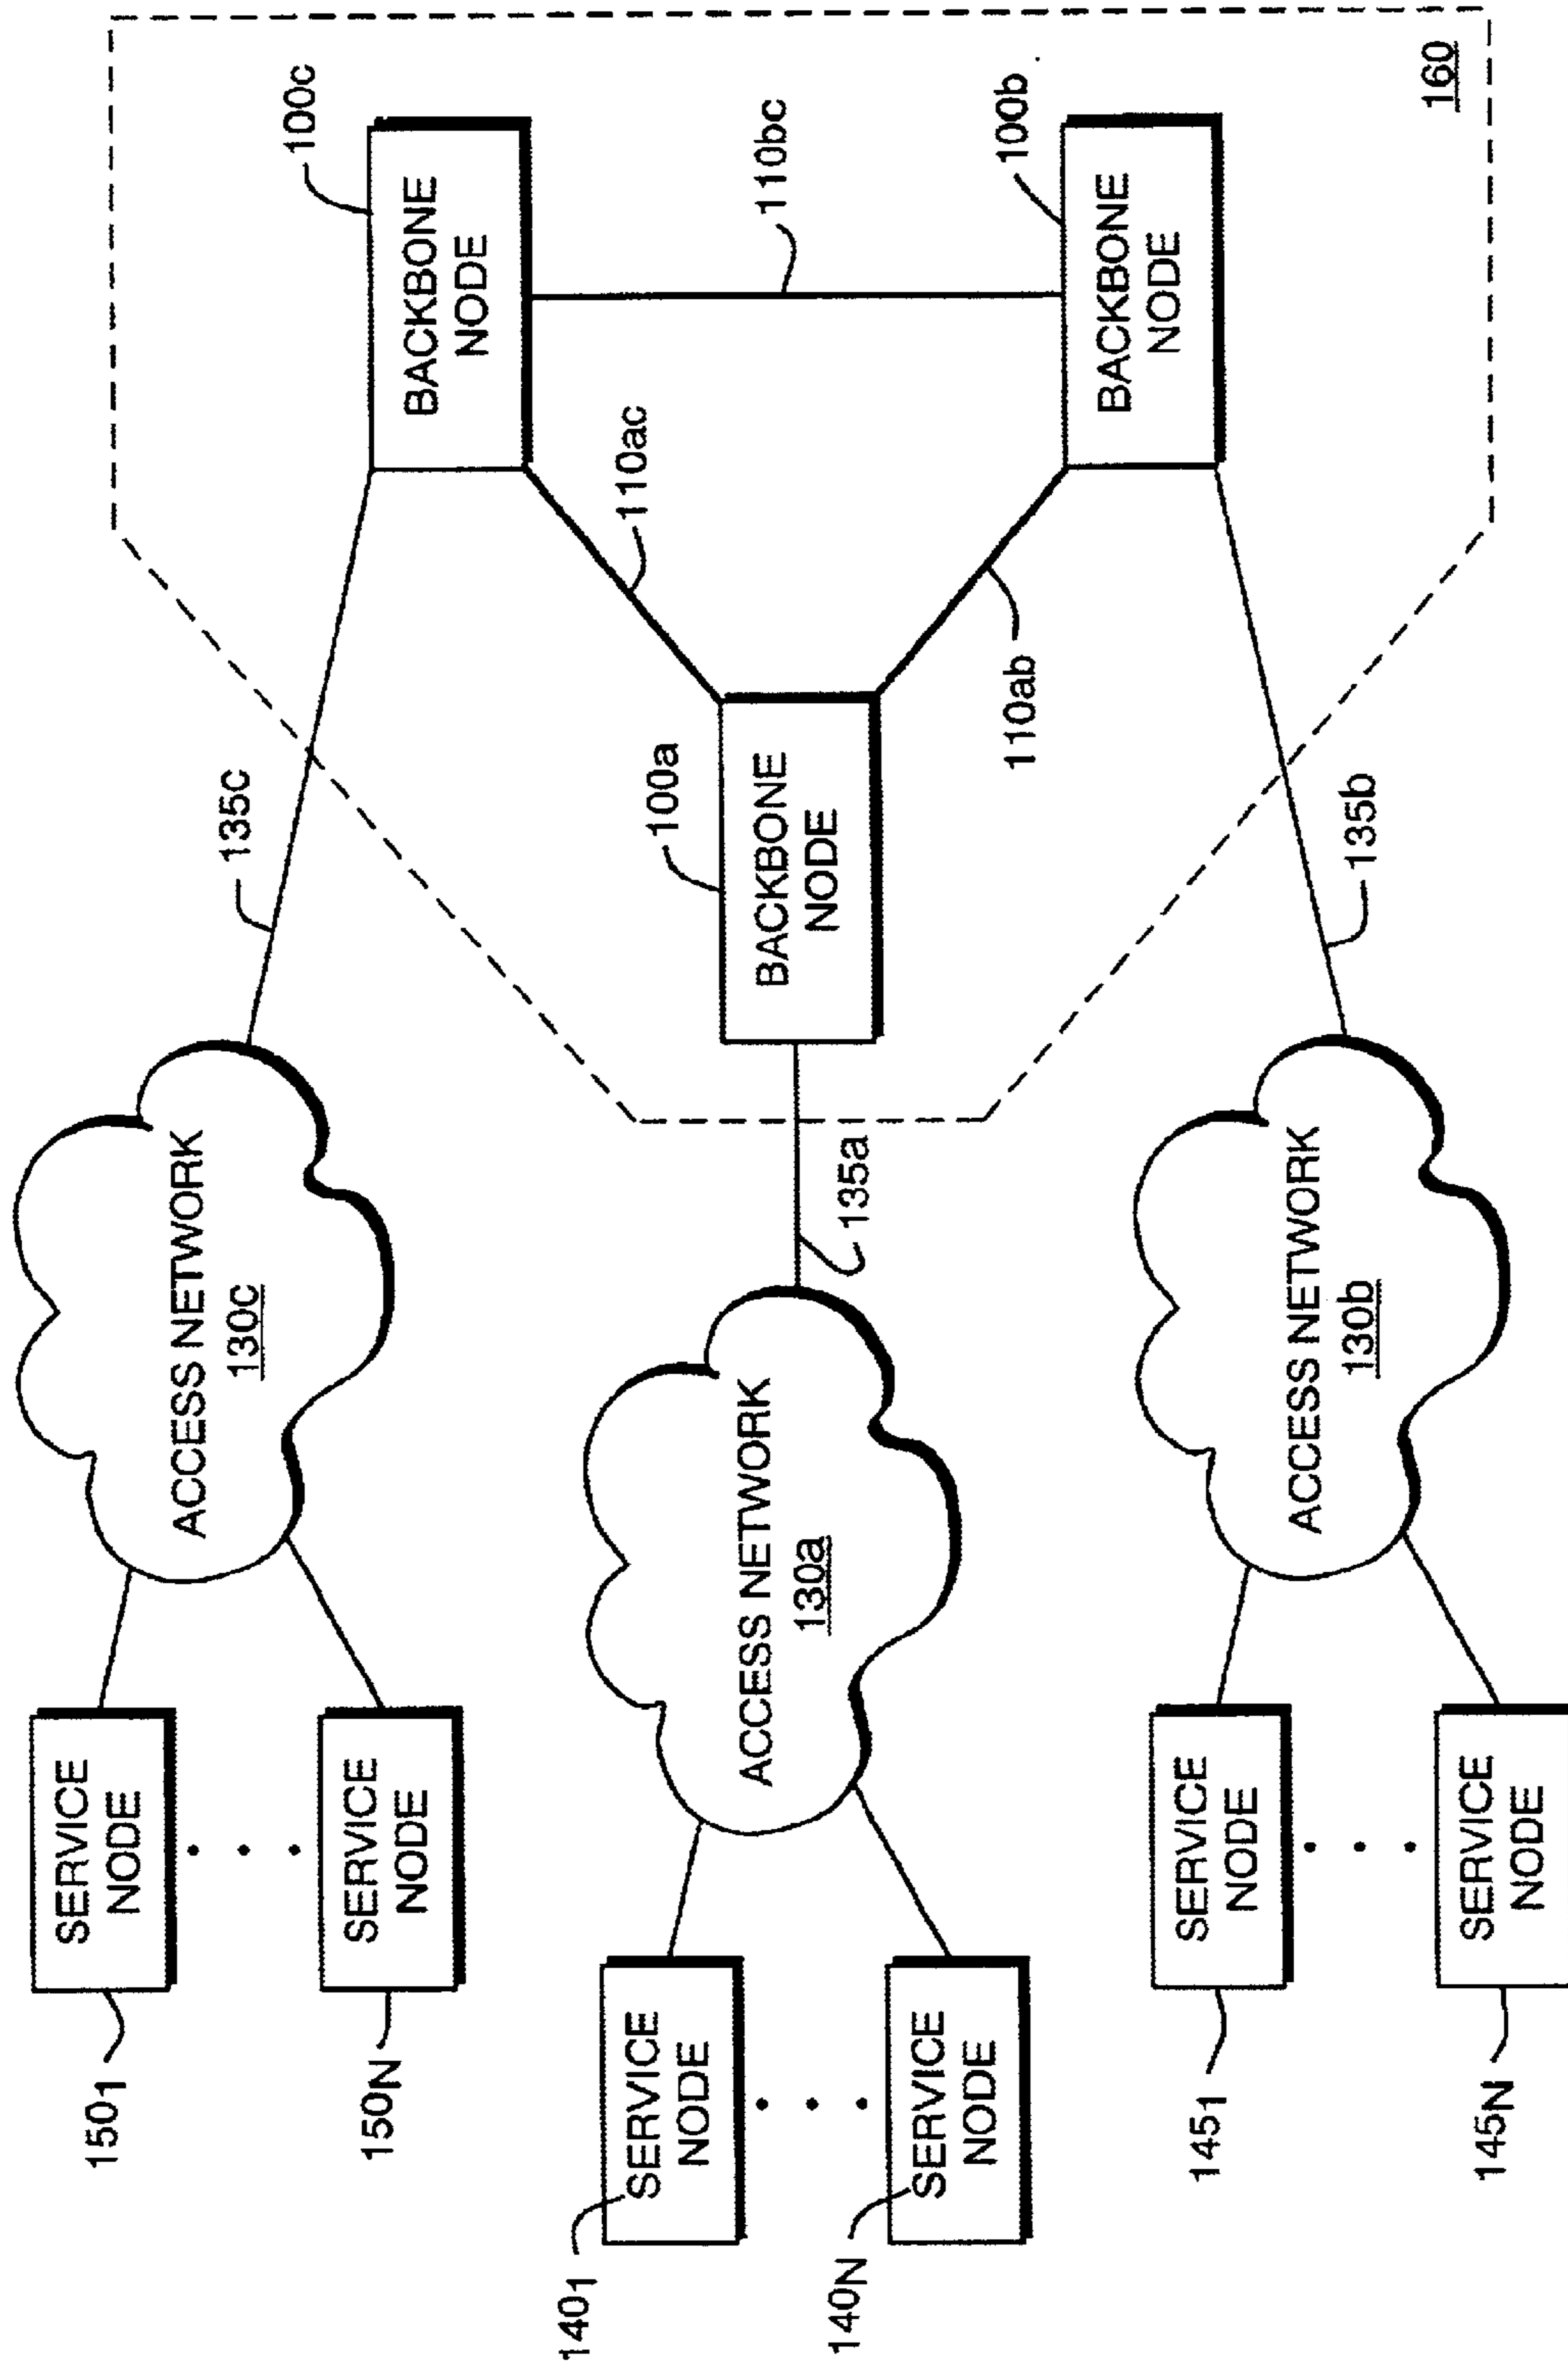 150₁
SERVICE
NODE
150N
SERVICE
NODE
ACCESS NETWORK
130c
135c
100c
BACKBONE
NODE
110ac
110bc
140₁
SERVICE
NODE
140N
SERVICE
NODE
ACCESS NETWORK
130a
135a
100a
BACKBONE
NODE
110ab
100b
BACKBONE
NODE
145₁
SERVICE
NODE
145N
SERVICE
NODE
ACCESS NETWORK
130b
135b
160